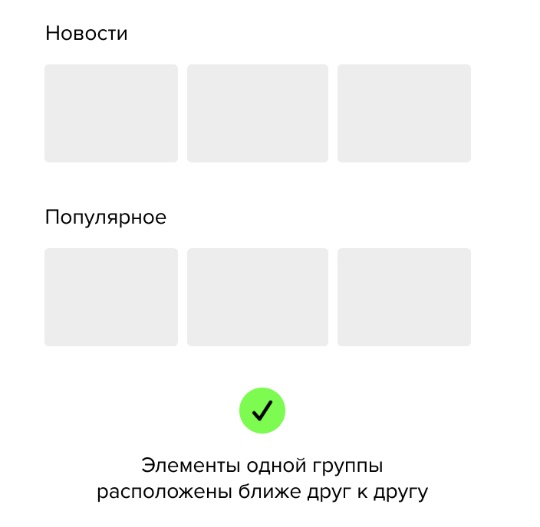 Новости
Популярное
Элементы одной группы
расположены ближе друг к другу